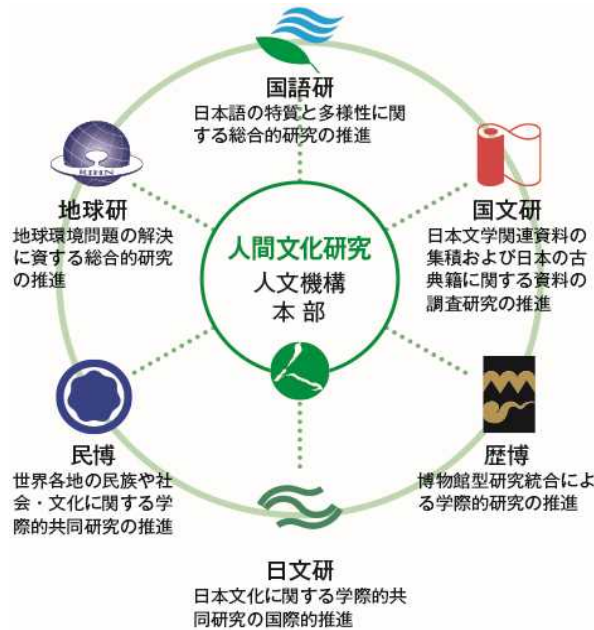 国語研
日本語の特質と多様性に関
する総合的研究の推進
RIHN
地球研
地球環境問題の解決
に資する総合的研究
の推進
国文研
日本文学関連資料の
集積および日本の古
典籍に関する資料の
調査研究の推進
人間文化研究
人文機構
本部
民博
世界各地の民族や社
会・文化に関する学
際的共同研究の推進
歴博
博物館型研究統合によ
る学際的研究の推進
日文研
日本文化に関する学際的共
同研究の国際的推進